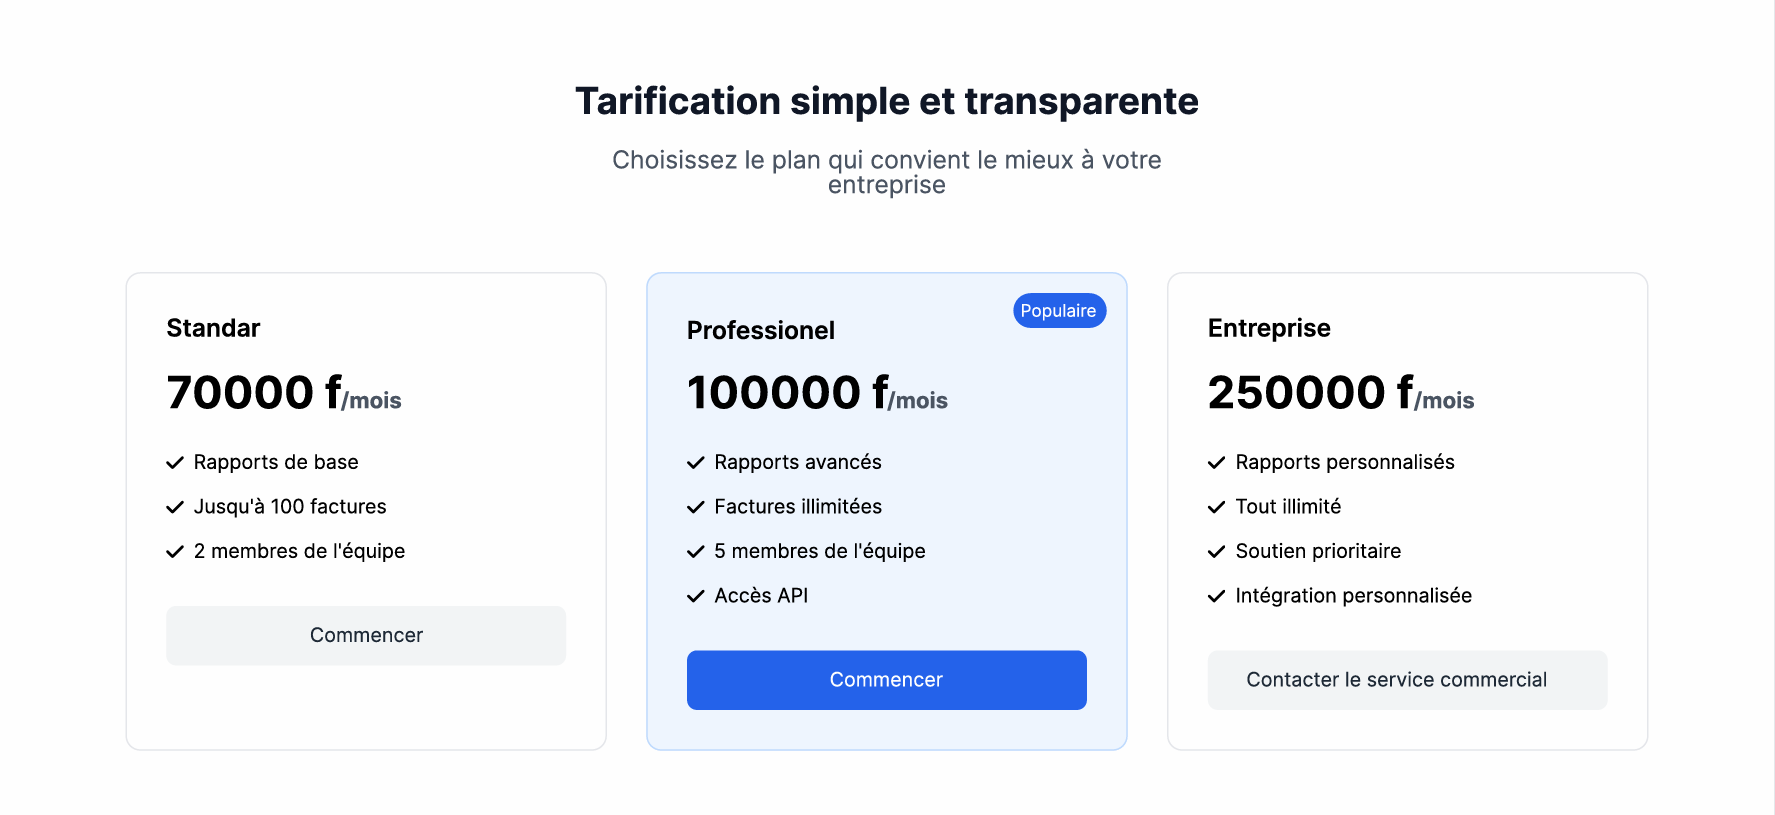 Tarification simple et transparente
Choisissez le plan qui convient le mieux à votre
entreprise
Standar
70000 f/mois
Rapports de base
Jusqu'à 100 factures
2 membres de l'équipe
Commencer
Populaire
Professionel
100000 f/mois
Rapports avancés
Factures illimitées
5 membres de l'équipe
Accès API
Commencer
Entreprise
250000 f/mois
Rapports personnalisés
Tout illimité
Soutien prioritaire
Intégration personnalisée
Contacter le service commercial